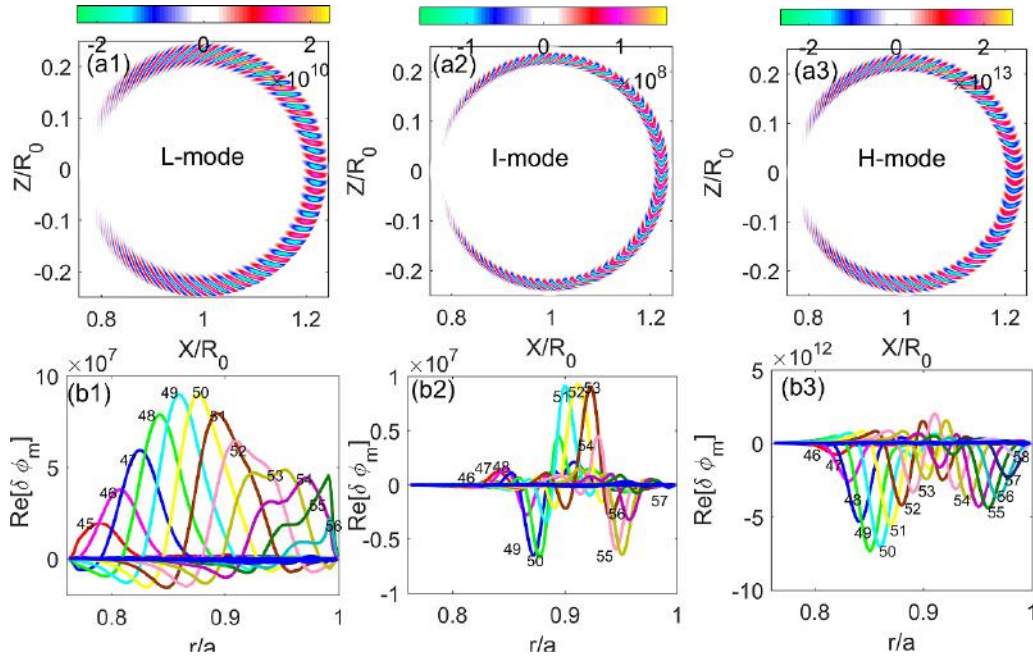 -2 0 2
×10^10
(a1)
L-mode
Z/R_0
0.2
0.1
0
-0.1
-0.2
0.8 1 1.2
X/R_0
-1 0 1
×10^8
(a2)
I-mode
Z/R_0
0.2
0.1
0
-0.1
-0.2
0.8 1 1.2
X/R_0
-2 0 2
×10^13
(a3)
H-mode
Z/R_0
0.2
0.1
0
-0.1
-0.2
0.8 1 1.2
X/R_0
×10^7
(b1)
Re[δ ϕ_m]
10
5
0
45 46 47 48 49 50 51 52 53 54 55 56
0.8 0.9 1
r/a
×10^7
(b2)
Re[δ ϕ_m]
1
0.5
0
-0.5
-1
46 47 48 49 50 51 52 53 54 55 56 57
0.8 0.9 1
r/a
×10^12
(b3)
Re[δ ϕ_m]
5
0
-5
-10
46 47 48 49 50 51 52 53 54 55 56 57 58
0.8 0.9 1
r/a